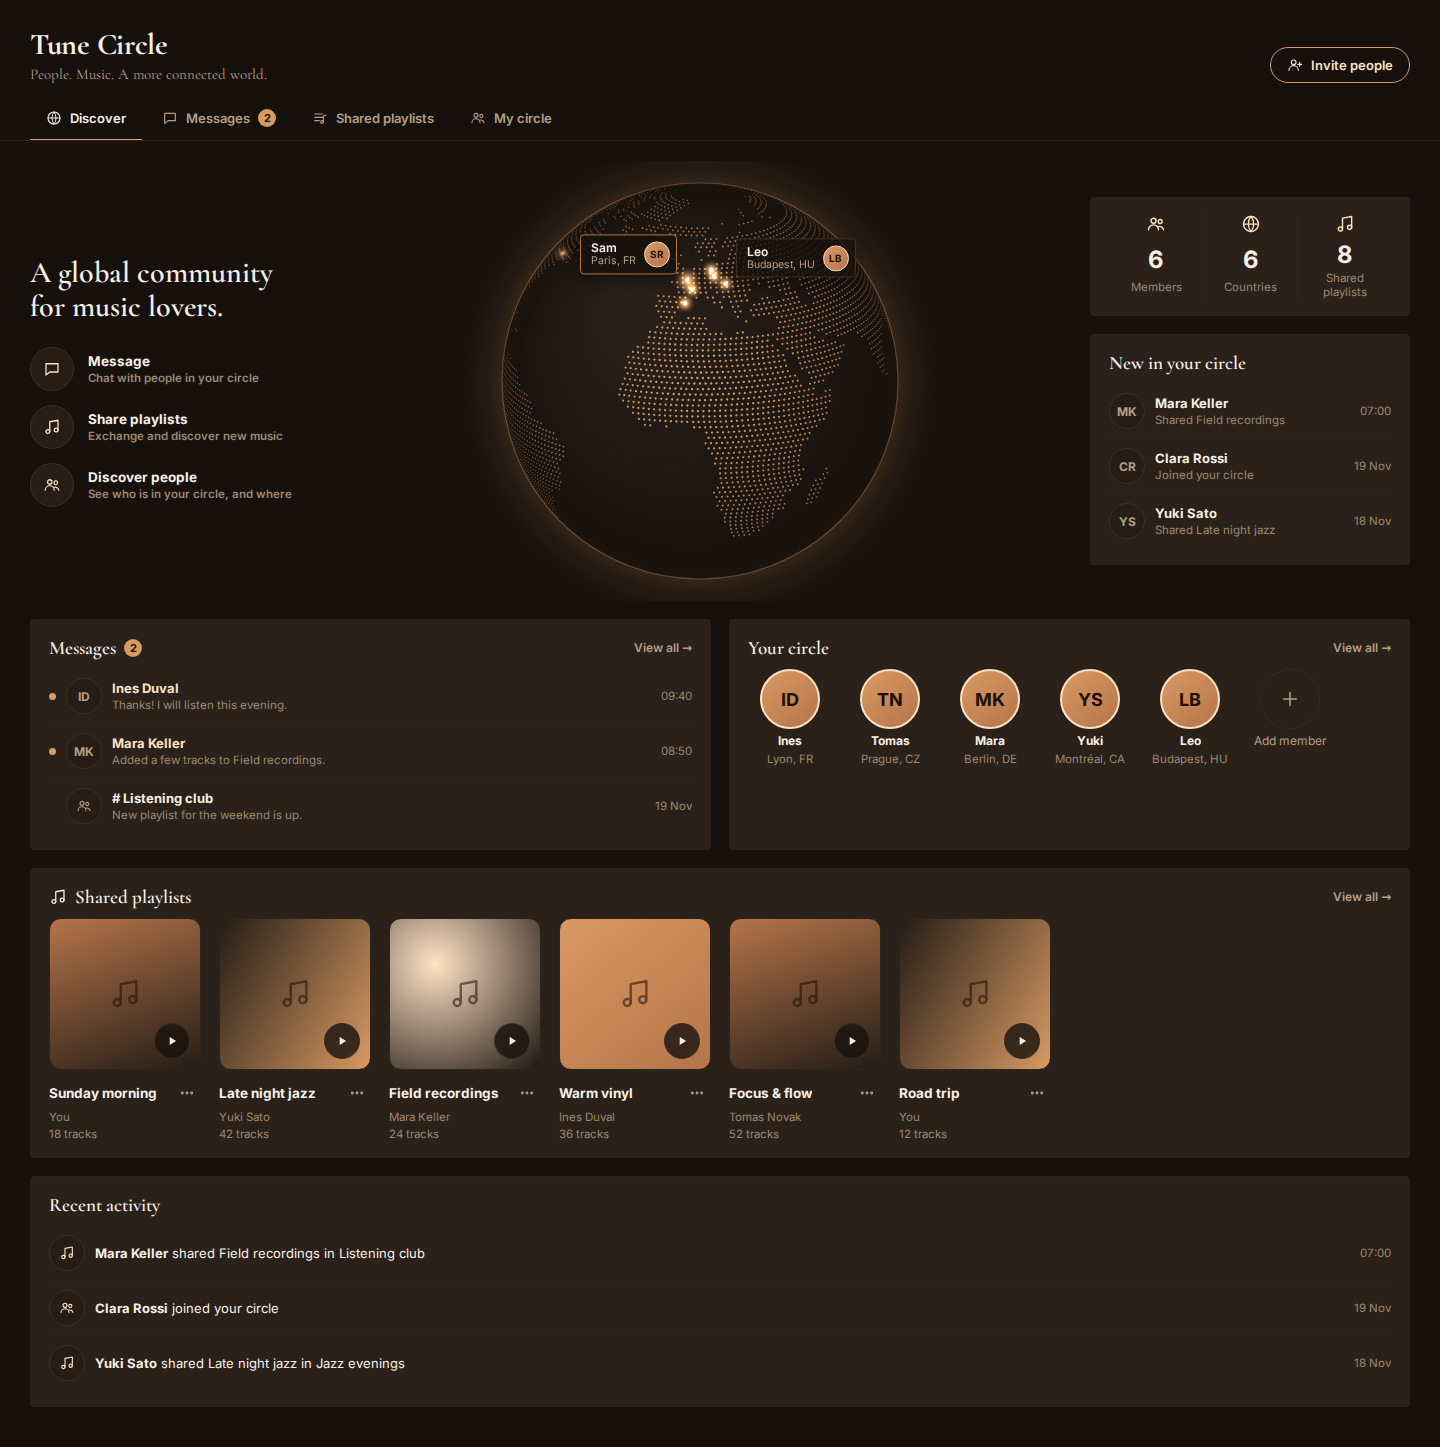 Tune Circle
People. Music. A more connected world.
Invite people
Discover
Messages 2
Shared playlists
My circle
A global community
for music lovers.
Message
Chat with people in your circle
Share playlists
Exchange and discover new music
Discover people
See who is in your circle, and where
Sam
Paris, FR
SR
Leo
Budapest, HU
LB
6
Members
6
Countries
8
Shared
playlists
New in your circle
MK
Mara Keller
Shared Field recordings
07:00
CR
Clara Rossi
Joined your circle
19 Nov
YS
Yuki Sato
Shared Late night jazz
18 Nov
Messages 2
View all →
ID
Ines Duval
Thanks! I will listen this evening.
09:40
MK
Mara Keller
Added a few tracks to Field recordings.
08:50
# Listening club
New playlist for the weekend is up.
19 Nov
Your circle
View all →
ID
Ines
Lyon, FR
TN
Tomas
Prague, CZ
MK
Mara
Berlin, DE
YS
Yuki
Montréal, CA
LB
Leo
Budapest, HU
Add member
Shared playlists
View all →
Sunday morning
You
18 tracks
Late night jazz
Yuki Sato
42 tracks
Field recordings
Mara Keller
24 tracks
Warm vinyl
Ines Duval
36 tracks
Focus & flow
Tomas Novak
52 tracks
Road trip
You
12 tracks
Recent activity
Mara Keller shared Field recordings in Listening club
07:00
Clara Rossi joined your circle
19 Nov
Yuki Sato shared Late night jazz in Jazz evenings
18 Nov